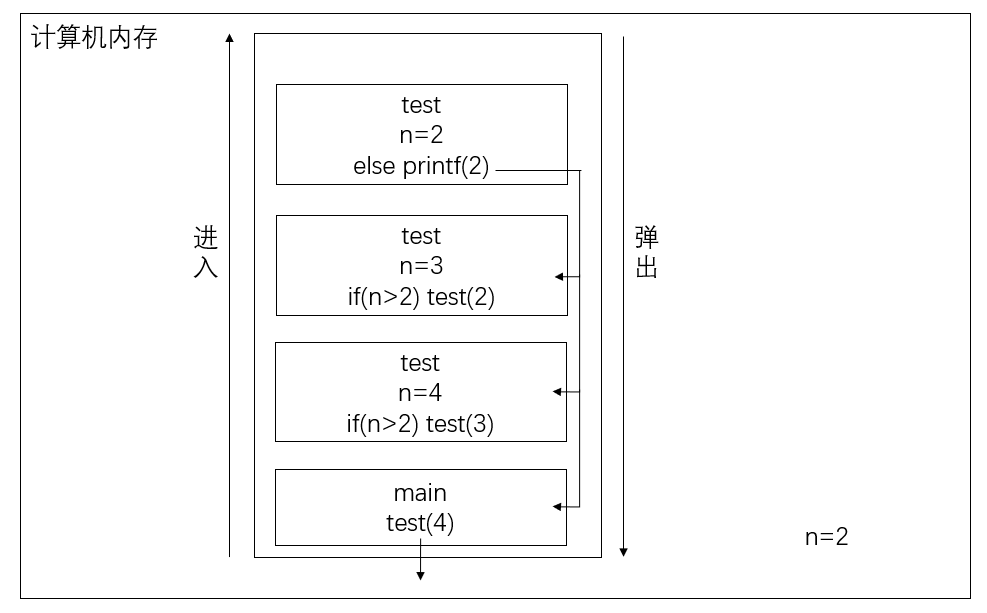 计算机内存
test
n=2
else printf(2)
test
n=3
if(n>2) test(2)
进
入
弹
出
test
n=4
if(n>2) test(3)
main
test(4)
n=2